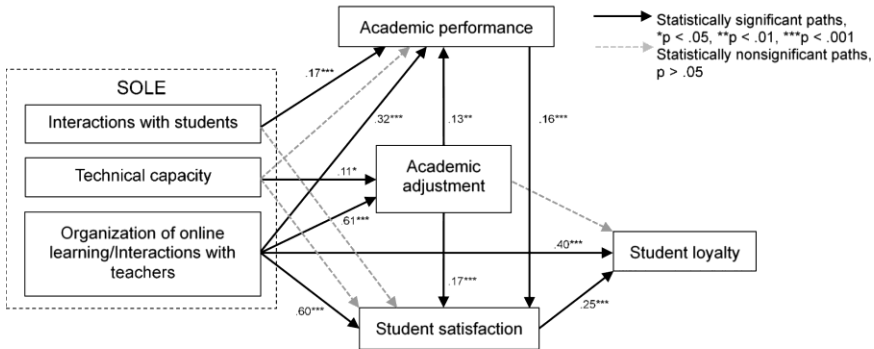 Academic performance
Statistically significant paths,
*p < .05, **p < .01, ***p < .001
Statistically nonsignificant paths,
p > .05
SOLE
.17***
Interactions with students
.32***
.13**
.16***
Technical capacity
.11*
Academic
adjustment
.61***
Organization of online
learning/Interactions with
teachers
.40***
Student loyalty
.17***
.60***
.25***
Student satisfaction